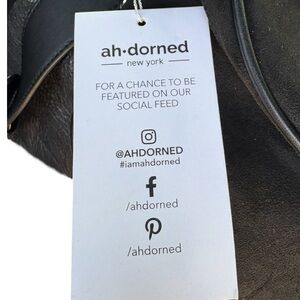 ah•dorned
new york
FOR A CHANCE TO BE
FEATURED ON OUR
SOCIAL FEED
@AHDORNED
#iamahdorned
/ahdorned
/ahdorned